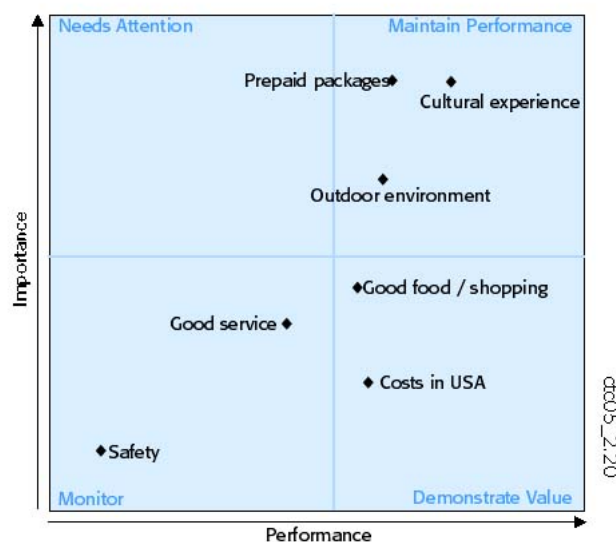 Needs Attention
Maintain Performance
Prepaid packages
Cultural experience
Outdoor environment
Importance
Good food / shopping
Good service
Costs in USA
Safety
Monitor
Demonstrate Value
Performance
ctc05_2.20